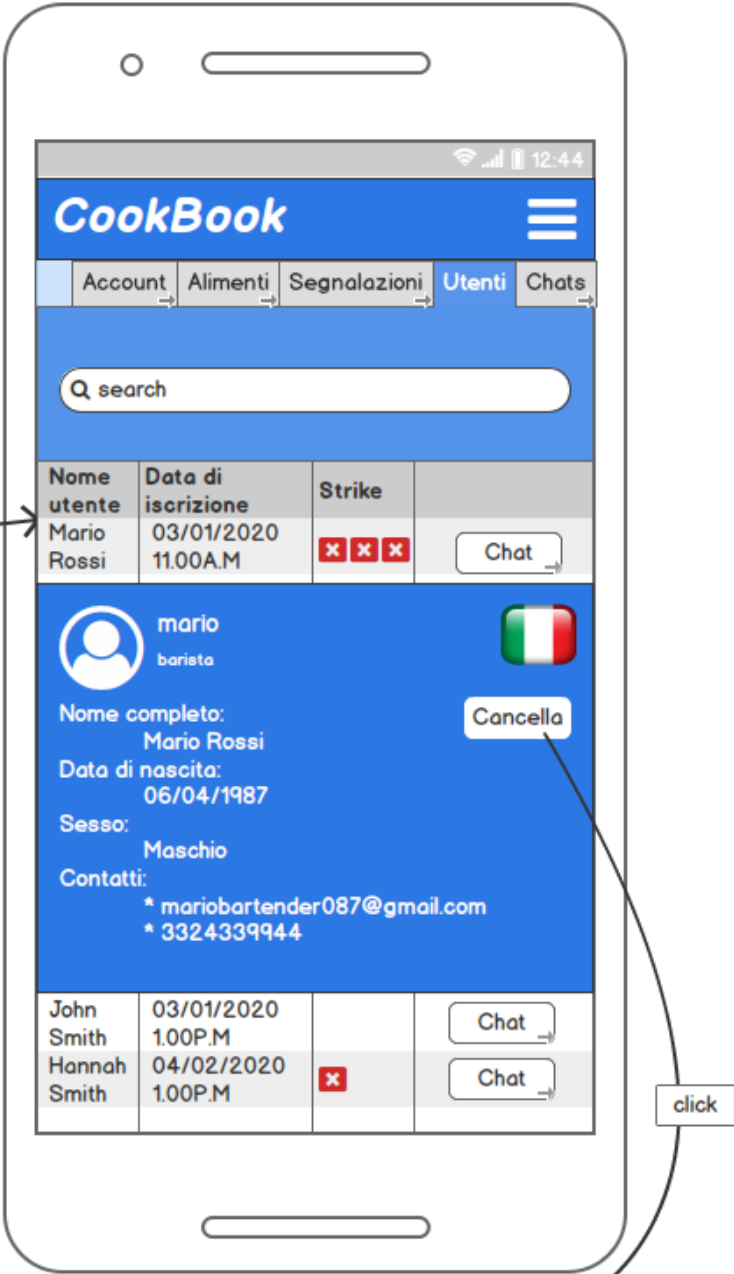 12:44
CookBook
Account Alimenti Segnalazioni Utenti Chats
search
Nome utente Data di iscrizione Strike
Mario Rossi 03/01/2020 11.00A.M Chat
mario
barista
Cancella
Nome completo:
Mario Rossi
Data di nascita:
06/04/1987
Sesso:
Maschio
Contatti:
* mariobartender087@gmail.com
* 3324339944
John Smith 03/01/2020 1.00P.M Chat
Hannah Smith 04/02/2020 1.00P.M Chat
click